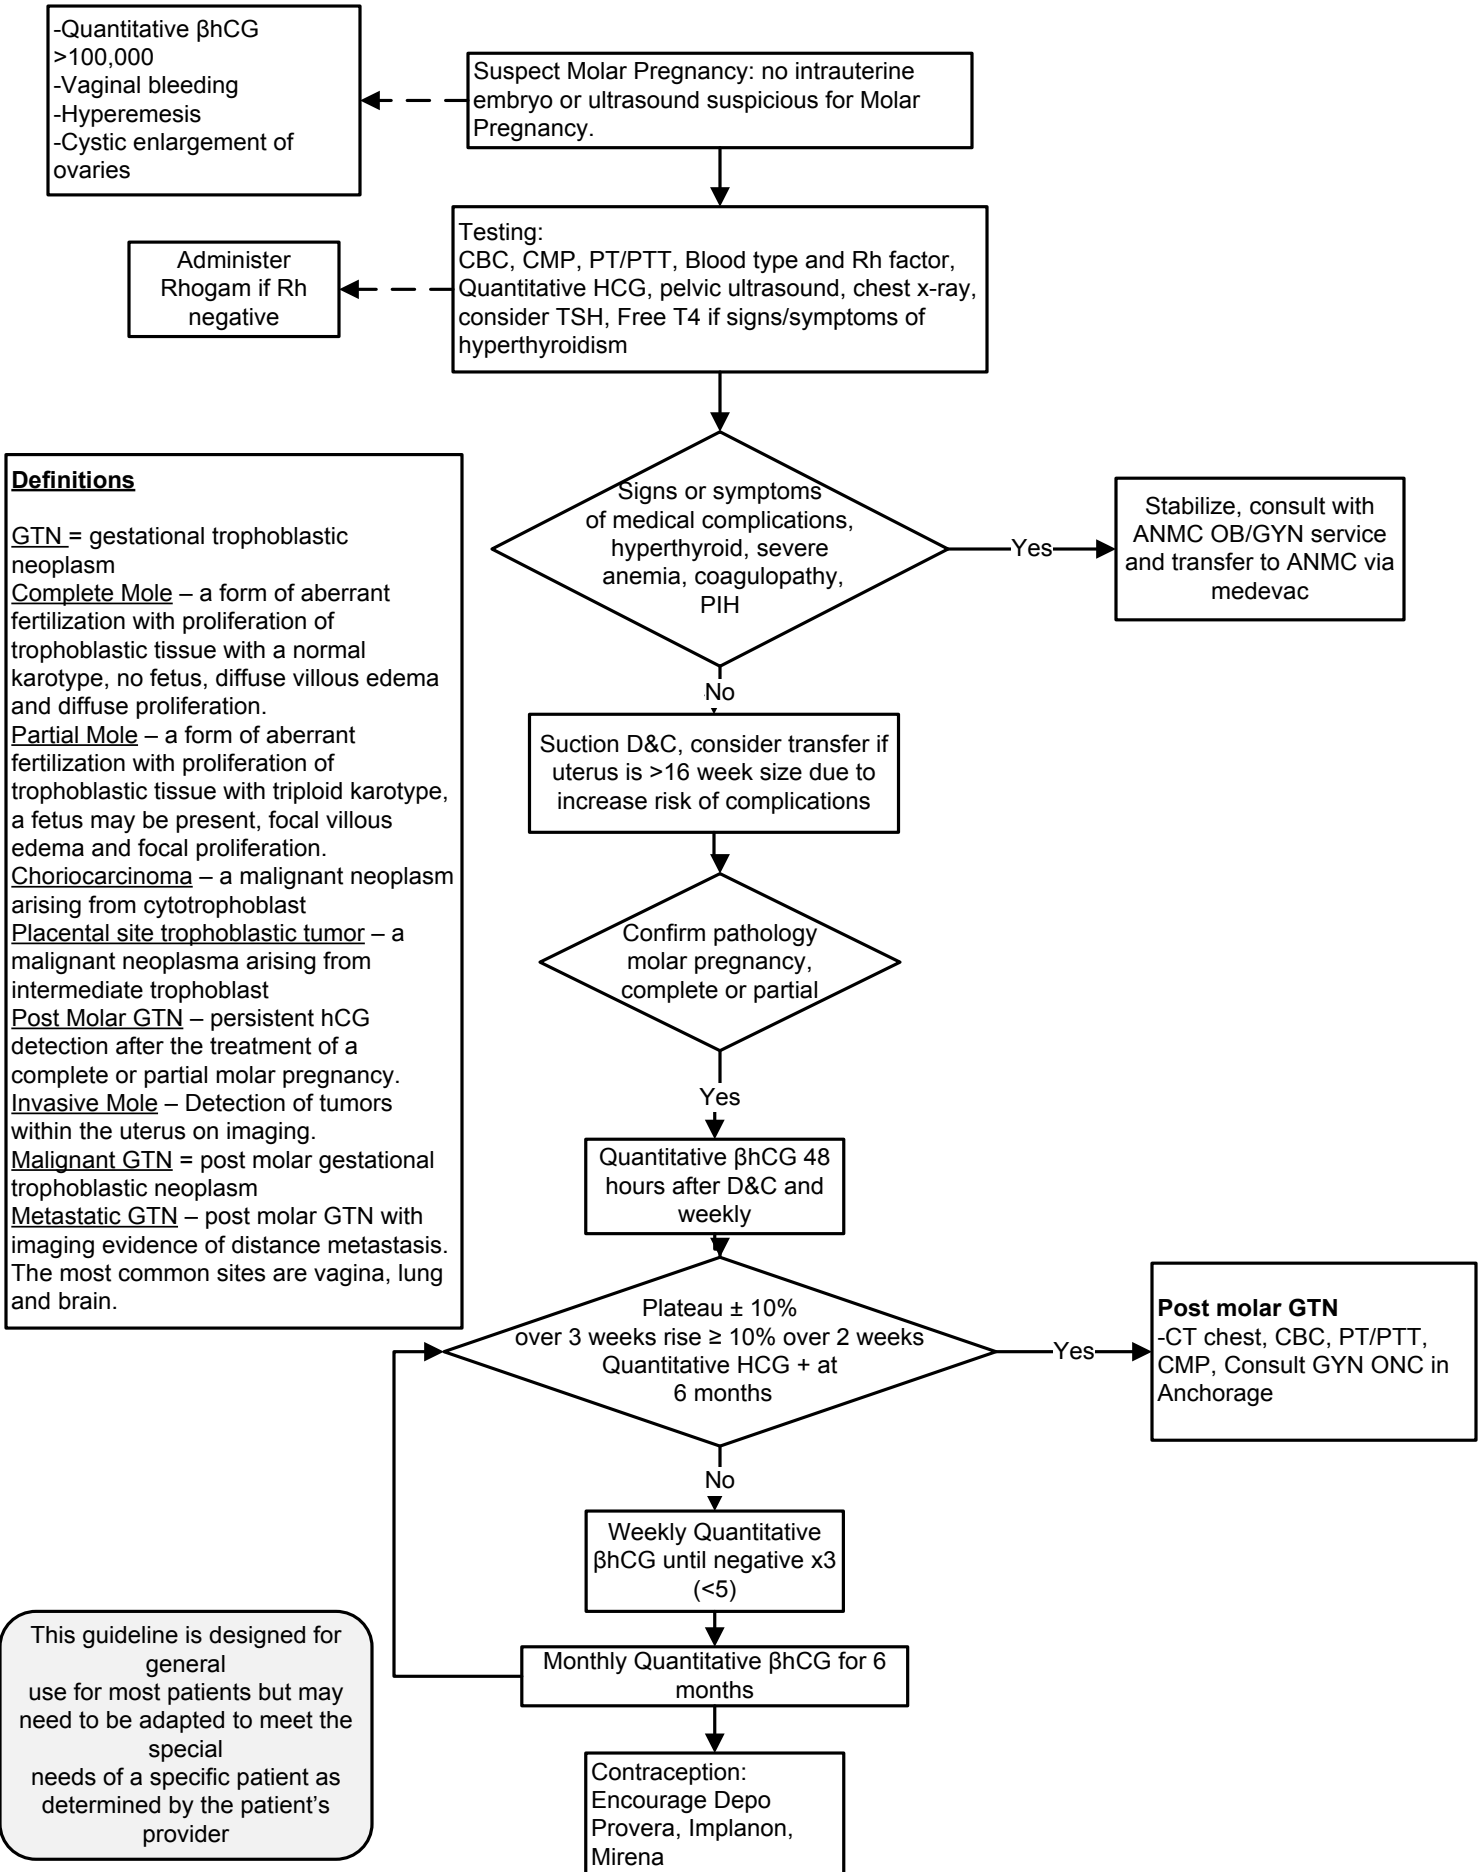 -Quantitative βhCG
>100,000
-Vaginal bleeding
-Hyperemesis
-Cystic enlargement of
ovaries
Suspect Molar Pregnancy: no intrauterine
embryo or ultrasound suspicious for Molar
Pregnancy.
Testing:
CBC, CMP, PT/PTT, Blood type and Rh factor,
Quantitative HCG, pelvic ultrasound, chest x-ray,
consider TSH, Free T4 if signs/symptoms of
hyperthyroidism
Administer
Rhogam if Rh
negative
Signs or symptoms
of medical complications,
hyperthyroid, severe
anemia, coagulopathy,
PIH
Yes
Stabilize, consult with
ANMC OB/GYN service
and transfer to ANMC via
medevac
Definitions
GTN = gestational trophoblastic
neoplasm
Complete Mole – a form of aberrant
fertilization with proliferation of
trophoblastic tissue with a normal
karotype, no fetus, diffuse villous edema
and diffuse proliferation.
Partial Mole – a form of aberrant
fertilization with proliferation of
trophoblastic tissue with triploid karotype,
a fetus may be present, focal villous
edema and focal proliferation.
Choriocarcinoma – a malignant neoplasm
arising from cytotrophoblast
Placental site trophoblastic tumor – a
malignant neoplasma arising from
intermediate trophoblast
Post Molar GTN – persistent hCG
detection after the treatment of a
complete or partial molar pregnancy.
Invasive Mole – Detection of tumors
within the uterus on imaging.
Malignant GTN = post molar gestational
trophoblastic neoplasm
Metastatic GTN – post molar GTN with
imaging evidence of distance metastasis.
The most common sites are vagina, lung
and brain.
No
Suction D&C, consider transfer if
uterus is >16 week size due to
increase risk of complications
Confirm pathology
molar pregnancy,
complete or partial
Yes
Quantitative βhCG 48
hours after D&C and
weekly
Plateau ± 10%
over 3 weeks rise ≥ 10% over 2 weeks
Quantitative HCG + at
6 months
Yes
Post molar GTN
-CT chest, CBC, PT/PTT,
CMP, Consult GYN ONC in
Anchorage
No
Weekly Quantitative
βhCG until negative x3
(<5)
Monthly Quantitative βhCG for 6
months
Contraception:
Encourage Depo
Provera, Implanon,
Mirena
This guideline is designed for
general
use for most patients but may
need to be adapted to meet the
special
needs of a specific patient as
determined by the patient's
provider